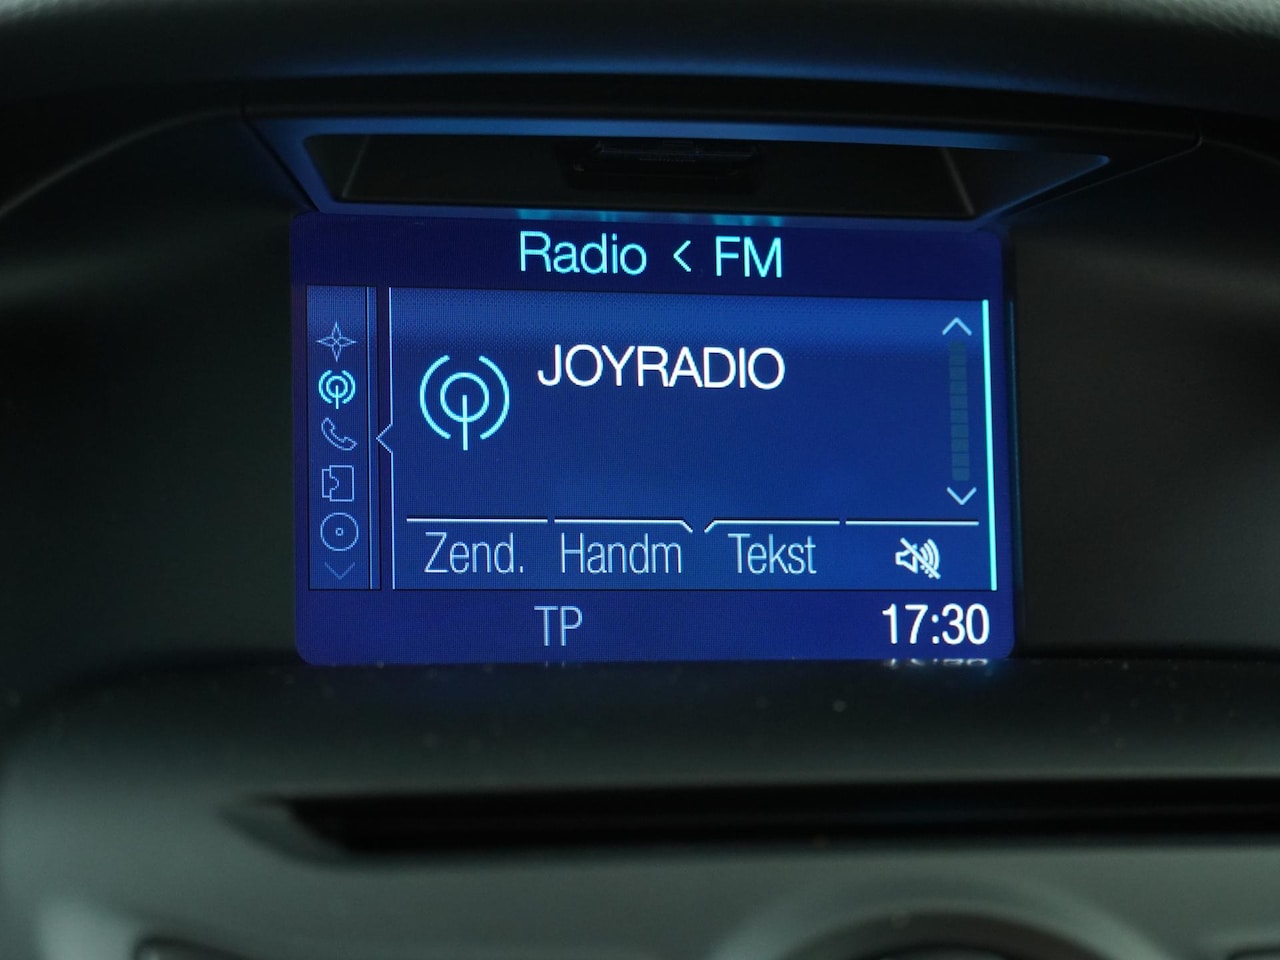 Radio < FM
JOYRADIO
Zend. Handm Tekst
TP 17:30